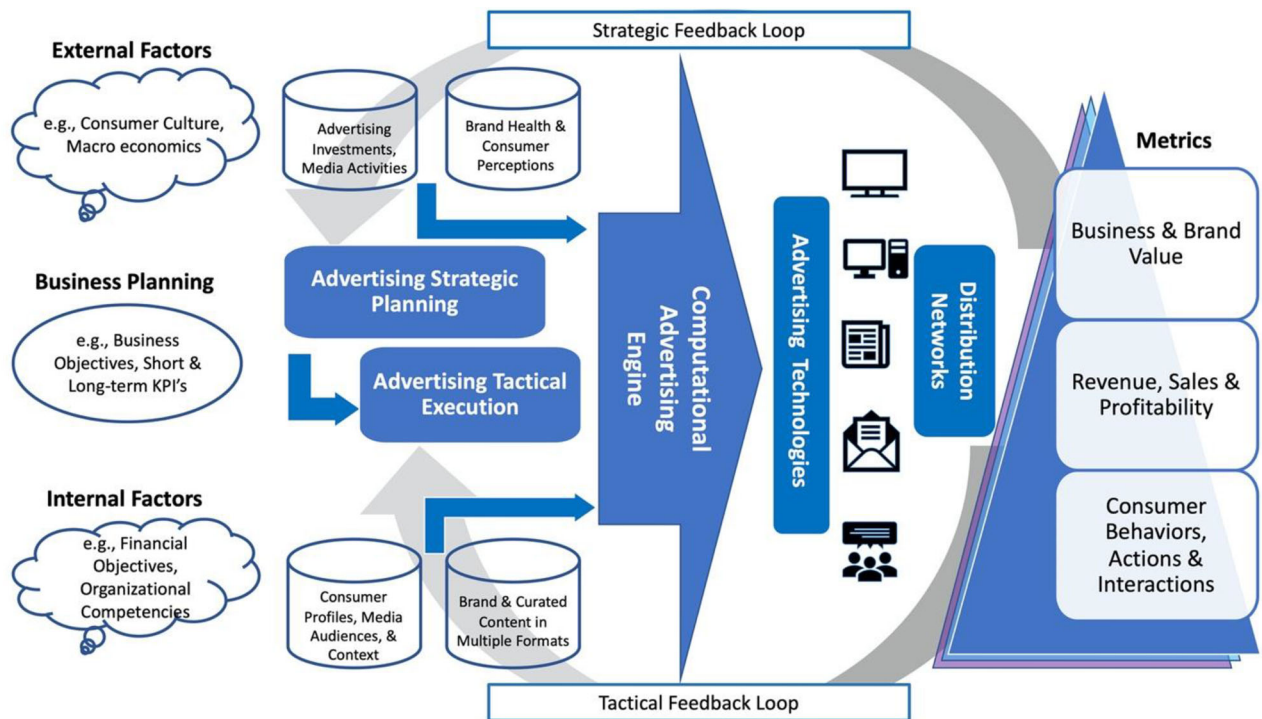 Strategic Feedback Loop
External Factors
e.g., Consumer Culture,
Macro economics
Advertising
Investments,
Media Activities
Brand Health &
Consumer
Perceptions
Business Planning
e.g., Business
Objectives, Short &
Long-term KPI's
Advertising Strategic
Planning
Advertising Tactical
Execution
Internal Factors
e.g., Financial
Objectives,
Organizational
Competencies
Consumer
Profiles, Media
Audiences, &
Context
Brand & Curated
Content in
Multiple Formats
Computational
Advertising
Engine
Advertising Technologies
Distribution
Networks
Metrics
Business & Brand
Value
Revenue, Sales &
Profitability
Consumer
Behaviors,
Actions &
Interactions
Tactical Feedback Loop